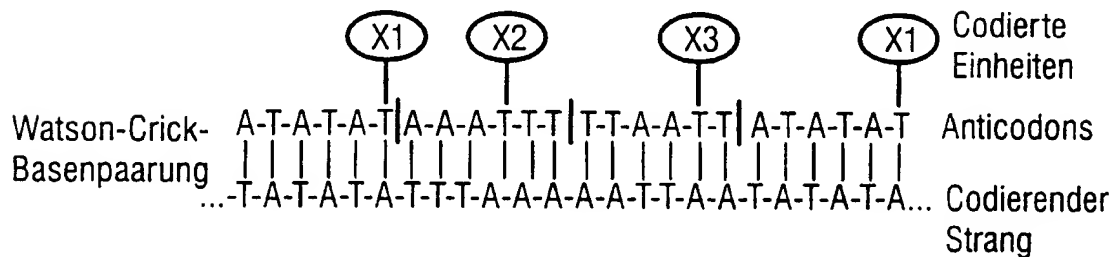 X1 X2 X3 X1 Codierte
Einheiten
Watson-Crick-
Basenpaarung
A-T-A-T-A-T|A-A-A-T-T-T|T-T-A-A-T-T|A-T-A-T-A-T Anticodons
...-T-A-T-A-T-A-T-T-T-A-A-A-A-A-T-T-A-A-T-A-T-A-T-A... Codierender
Strang